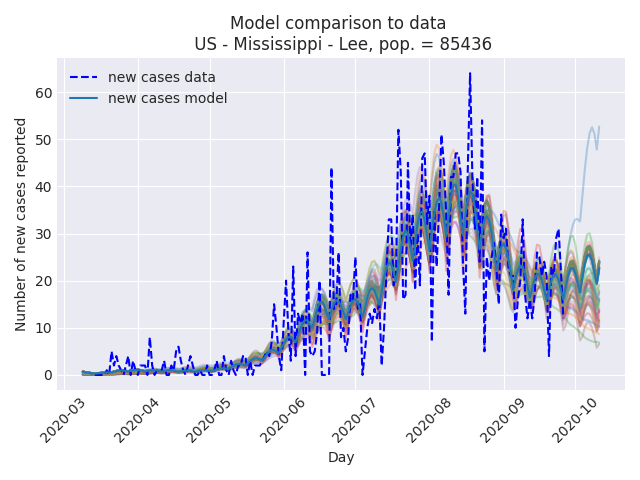 Model comparison to data
US - Mississippi - Lee, pop. = 85436
new cases data
new cases model
Number of new cases reported
60
50
40
30
20
10
0
2020-03
2020-04
2020-05
2020-06
2020-07
2020-08
2020-09
2020-10
Day